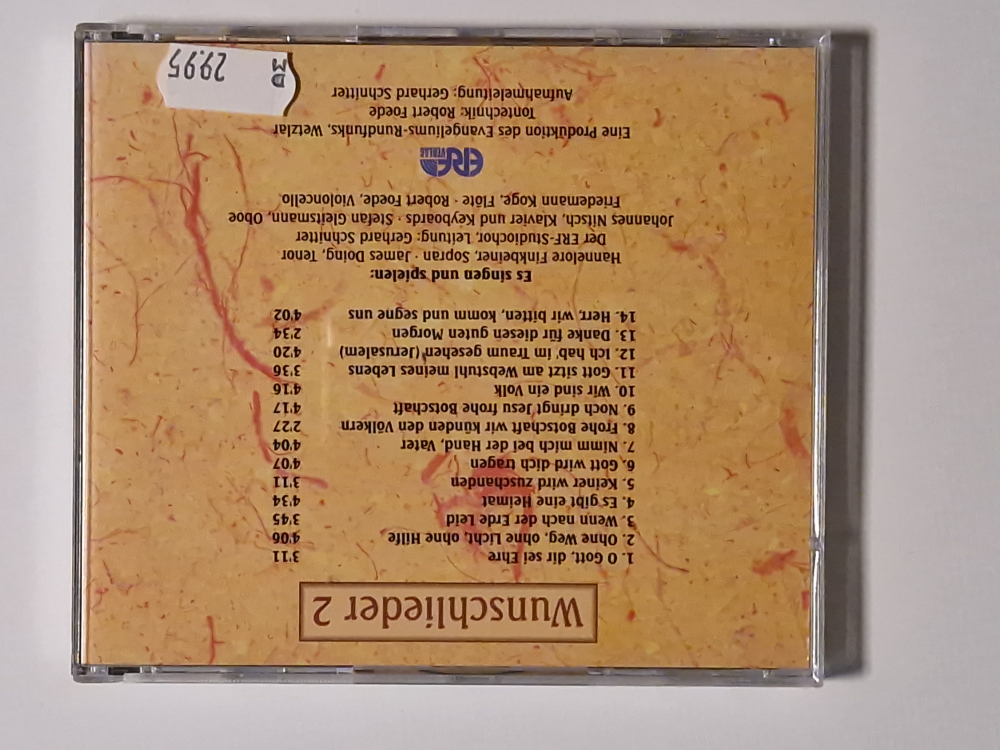 Wunschlieder 2
1. O Gott, dir sei Ehre 3'11
2. Ohne Weg, ohne Licht, ohne Hilfe 4'06
3. Wenn nach der Erde Leid 3'45
4. Es gibt eine Heimat 4'34
5. Keiner wird zuschanden 3'11
6. Gott wird dich tragen 4'07
7. Nimm mich bei der Hand, Vater 4'04
8. Frohe Botschaft wir künden den Völkern 2'27
9. Noch dringt Jesu frohe Botschaft 4'17
10. Wir sind ein Volk 4'16
11. Gott sitzt am Webstuhl meines Lebens 3'36
12. Ich hab' im Traum gesehen (Jerusalem) 4'20
13. Danke für diesen guten Morgen 2'34
14. Herr, wir bitten, komm und segne uns 4'02
Es singen und spielen:
Hannelore Finkbeiner, Sopran · James Doing, Tenor
Der ERF-Studiochor, Leitung: Gerhard Schnitter
Johannes Nitsch, Klavier und Keyboards · Stefan Gleitsmann, Oboe
Friedemann Koge, Flöte · Robert Foede, Violoncello
ERF VERLAG
Eine Produktion des Evangeliums-Rundfunks, Wetzlar
Tontechnik: Robert Foede
Aufnahmeleitung: Gerhard Schnitter
DM
29.95